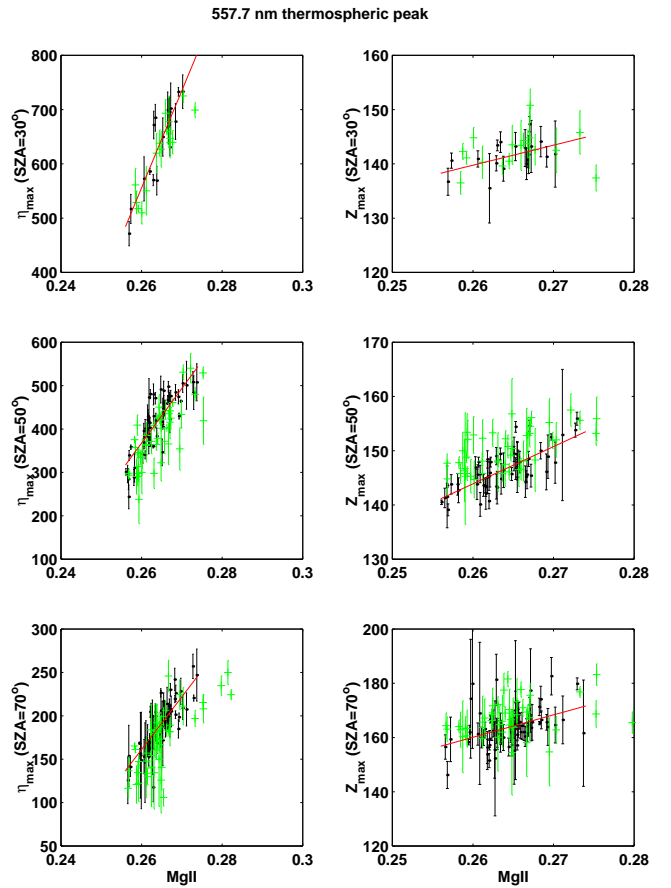 557.7 nm thermospheric peak
800
700
600
500
400
0.24 0.26 0.28 0.3
η_max (SZA=30°)
160
150
140
130
120
0.25 0.26 0.27 0.28
Z_max (SZA=30°)
600
500
400
300
200
100
0.24 0.26 0.28 0.3
η_max (SZA=50°)
170
160
150
140
130
0.25 0.26 0.27 0.28
Z_max (SZA=50°)
300
250
200
150
100
50
0.24 0.26 0.28 0.3
η_max (SZA=70°)
MgII
200
180
160
140
120
0.25 0.26 0.27 0.28
Z_max (SZA=70°)
MgII